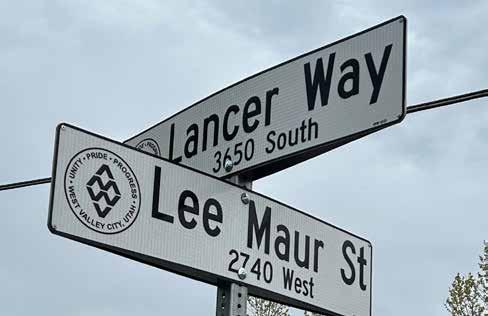 Lancer Way
3650 South
UNITY · PRIDE · PROGRESS ·
WEST VALLEY CITY, UTAH
Lee Maur St
2740 West